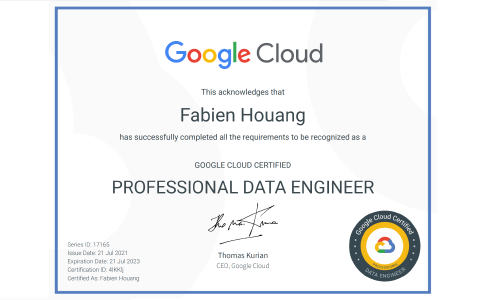 Google Cloud
This acknowledges that
Fabien Houang
has successfully completed all the requirements to be recognized as a
GOOGLE CLOUD CERTIFIED
PROFESSIONAL DATA ENGINEER
Thomas Kurian
CEO, Google Cloud
Series ID: 17165
Issue Date: 21 Jul 2021
Expiration Date: 21 Jul 2023
Certification ID: 4IKKIj
Certified As: Fabien Houang
Google Cloud Certified
DATA ENGINEER